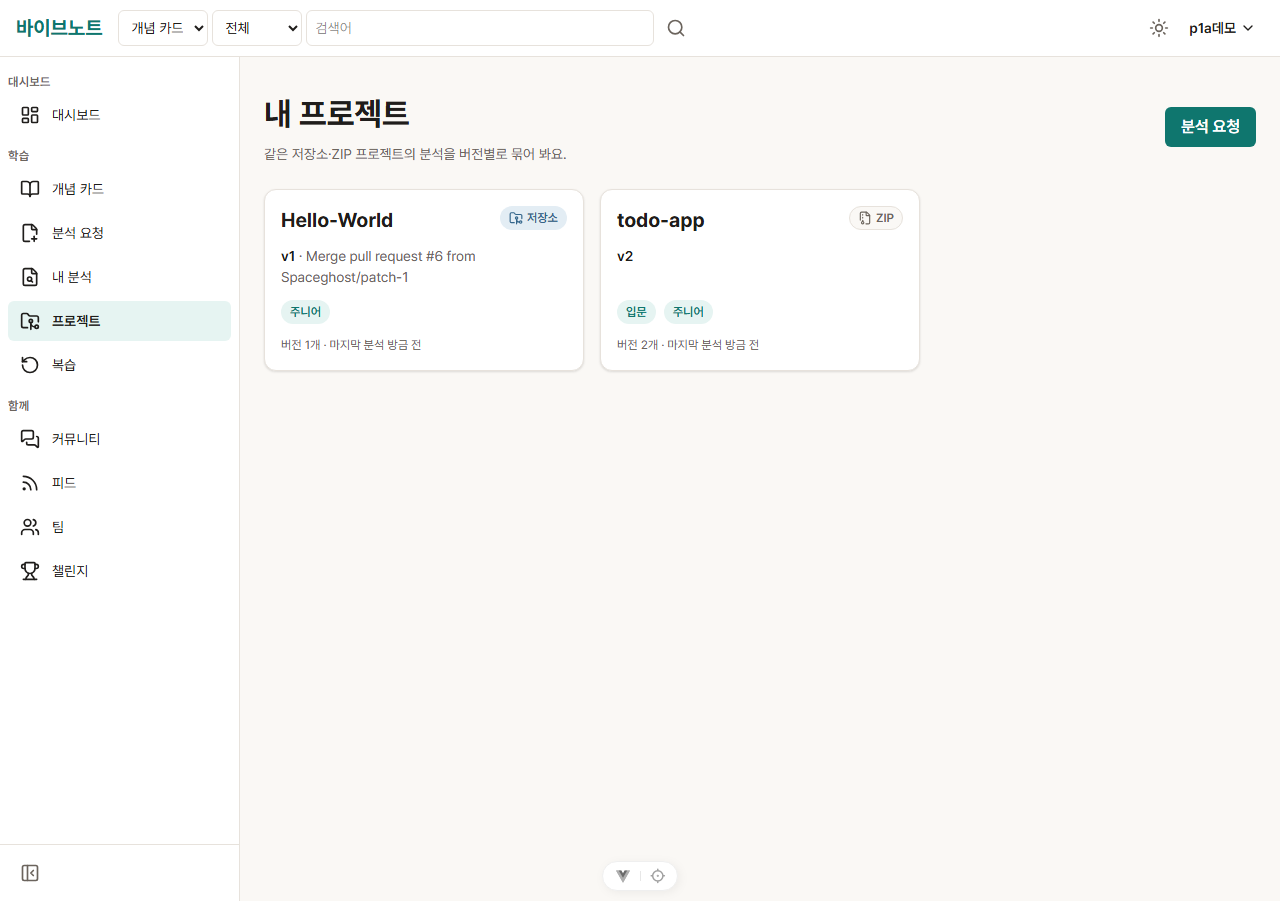 바이브노트
개념 카드
전체
검색어
p1a데모
대시보드
대시보드
학습
개념 카드
분석 요청
내 분석
프로젝트
복습
함께
커뮤니티
피드
팀
챌린지
내 프로젝트
같은 저장소·ZIP 프로젝트의 분석을 버전별로 묶어 봐요.
분석 요청
Hello-World
저장소
v1 · Merge pull request #6 from
Spaceghost/patch-1
주니어
버전 1개 · 마지막 분석 방금 전
todo-app
ZIP
v2
입문
주니어
버전 2개 · 마지막 분석 방금 전